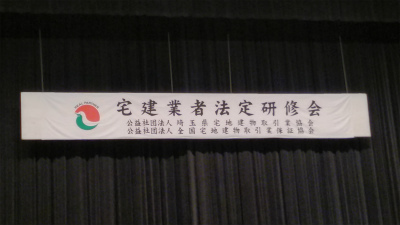 宅建業者法定研修会
公益社団法人 埼玉県宅地建物取引業協会
公益社団法人 全国宅地建物取引業保証協会